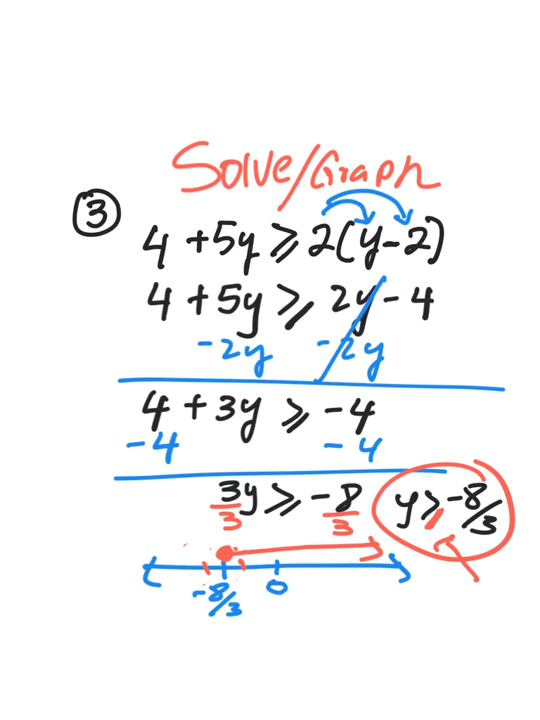 Solve/Graph
③
4 + 5y ≥ 2(y - 2)
4 + 5y ≥ 2y - 4
-2y -2y
4 + 3y ≥ -4
-4 -4
3y ≥ -8
3 3
y ≥ -8/3
-8/3 0